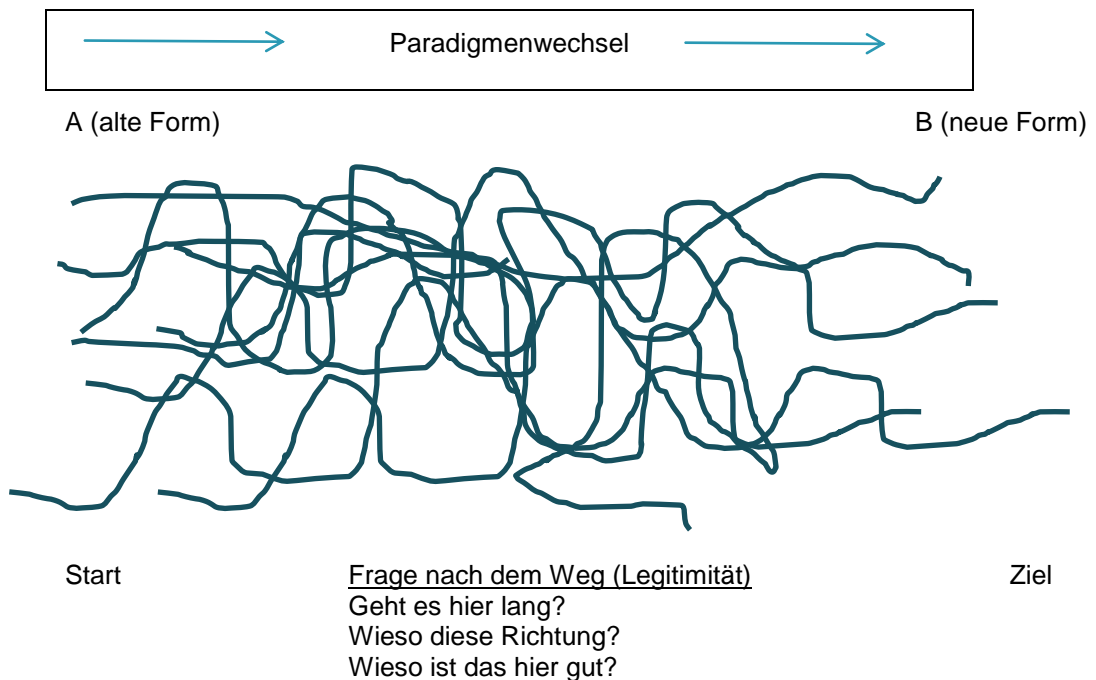 Paradigmenwechsel
A (alte Form) B (neue Form)
Start Frage nach dem Weg (Legitimität) Ziel
Geht es hier lang?
Wieso diese Richtung?
Wieso ist das hier gut?